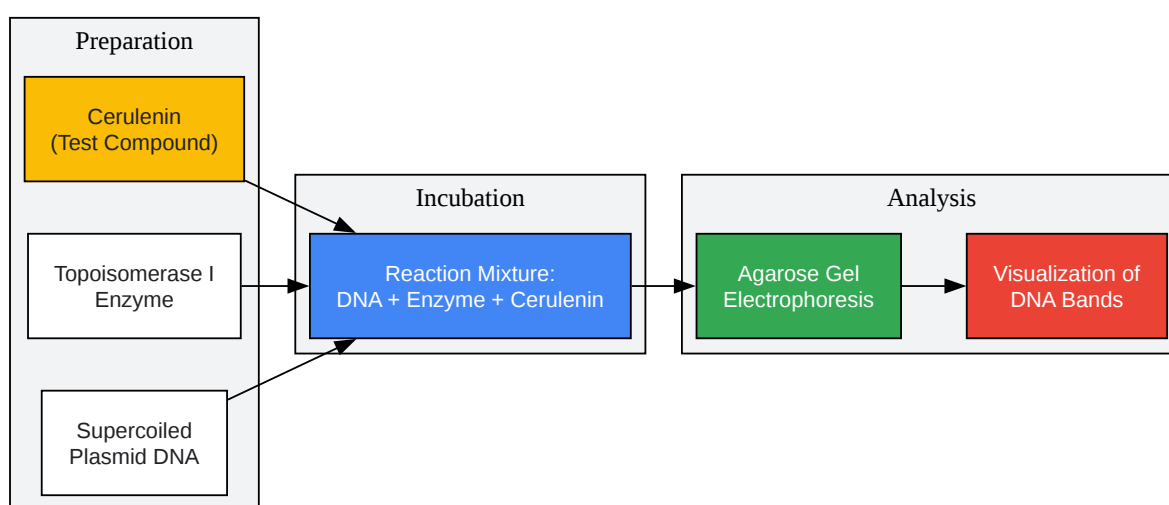 Preparation
Cerulenin
(Test Compound)
Topoisomerase I
Enzyme
Supercoiled
Plasmid DNA
Incubation
Reaction Mixture:
DNA + Enzyme + Cerulenin
Analysis
Agarose Gel
Electrophoresis
Visualization of
DNA Bands